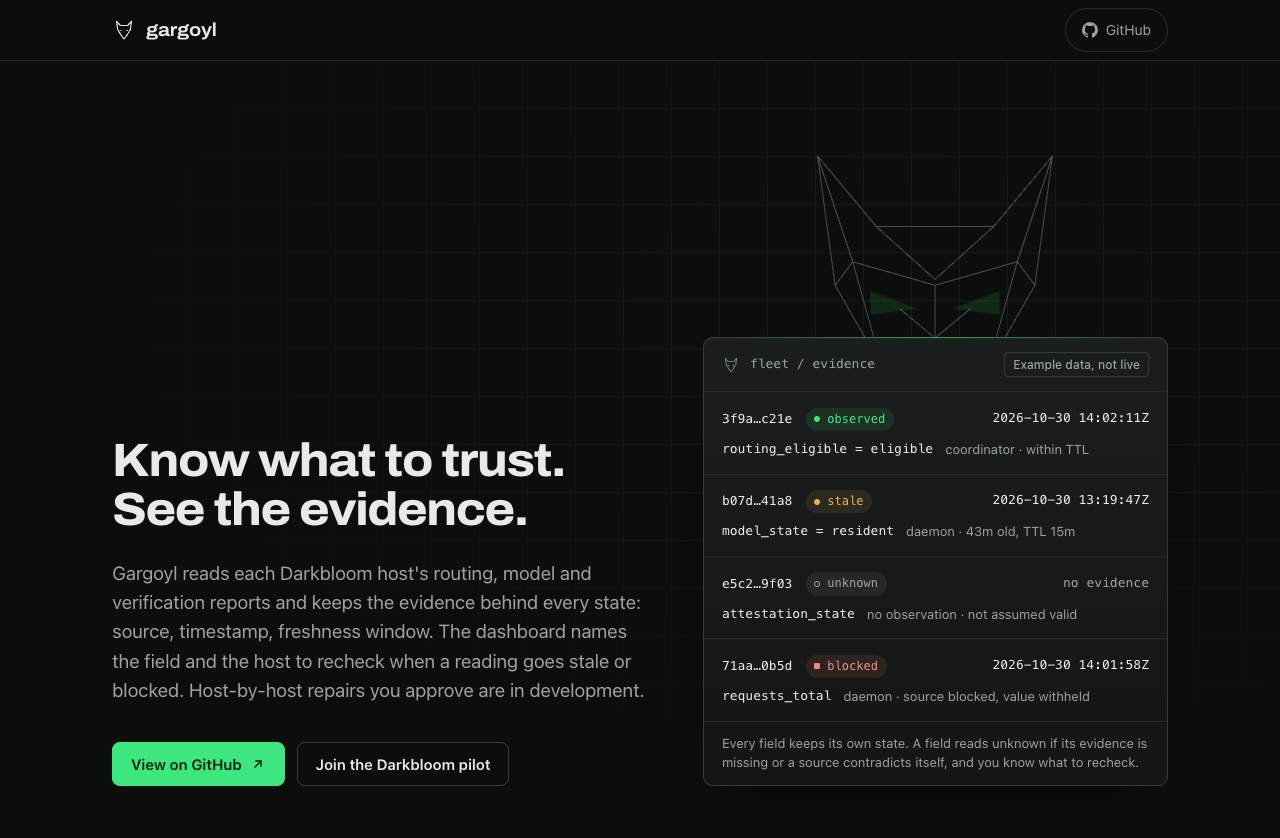 gargoyl
GitHub
Know what to trust.
See the evidence.
Gargoyl reads each Darkbloom host's routing, model and
verification reports and keeps the evidence behind every state:
source, timestamp, freshness window. The dashboard names
the field and the host to recheck when a reading goes stale or
blocked. Host-by-host repairs you approve are in development.
View on GitHub ↗
Join the Darkbloom pilot
fleet / evidence
Example data, not live
3f9a…c21e observed 2026-10-30 14:02:11Z
routing_eligible = eligible coordinator · within TTL
b07d…41a8 stale 2026-10-30 13:19:47Z
model_state = resident daemon · 43m old, TTL 15m
e5c2…9f03 unknown no evidence
attestation_state no observation · not assumed valid
71aa…0b5d blocked 2026-10-30 14:01:58Z
requests_total daemon · source blocked, value withheld
Every field keeps its own state. A field reads unknown if its evidence is
missing or a source contradicts itself, and you know what to recheck.